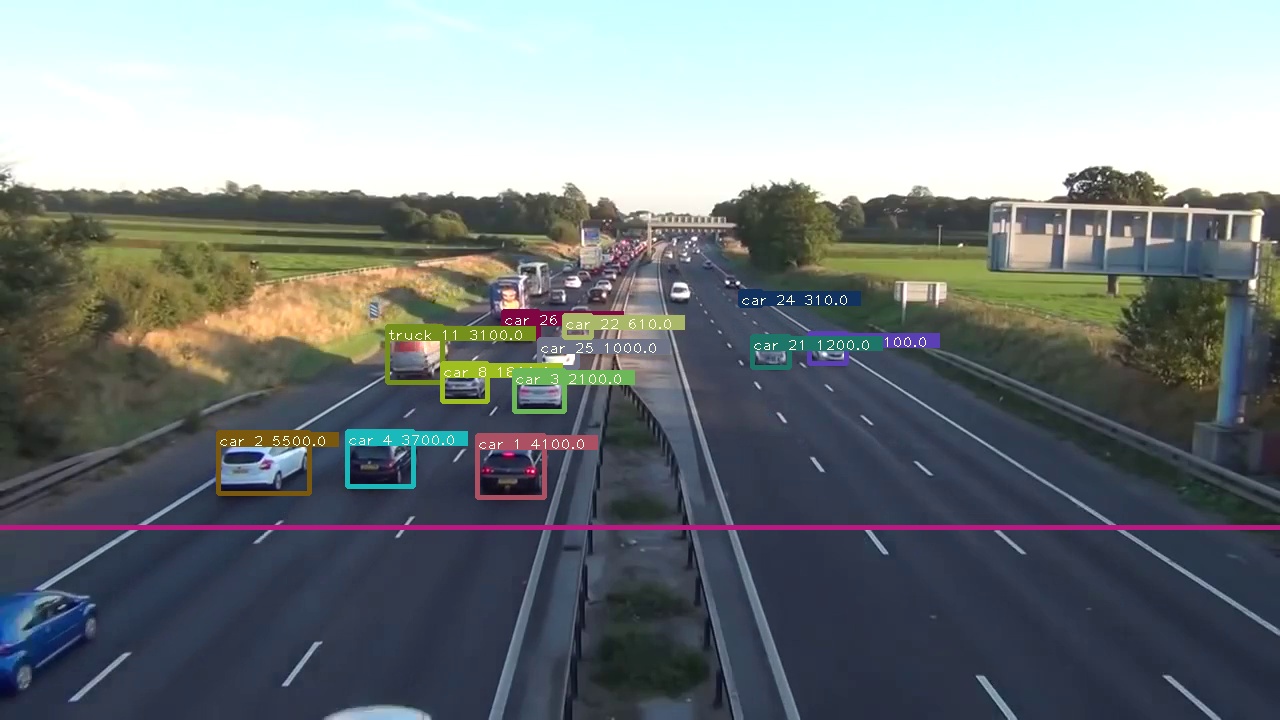 car 24 310.0
car 26
car 22 610.0
truck 11 3100.0
100.0
car 21 1200.0
car 25 1000.0
car 8 18
car 3 2100.0
car 2 5500.0
car 4 3700.0
car 1 4100.0